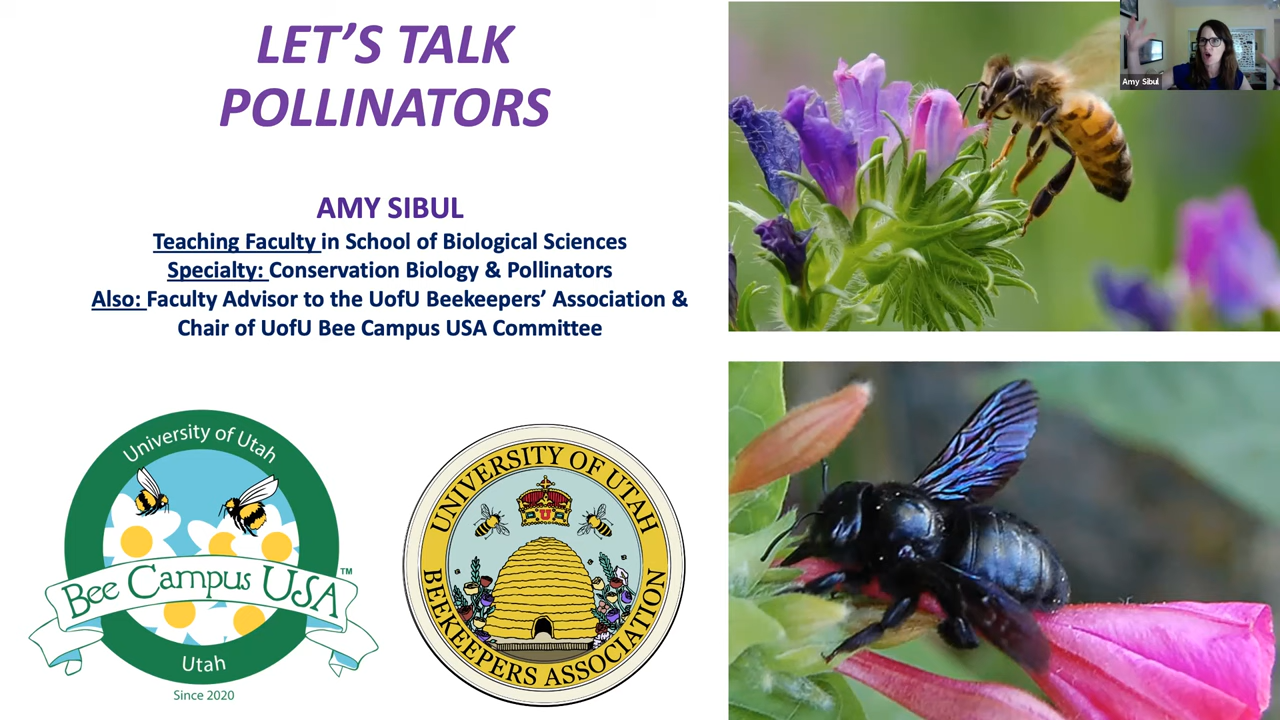 LET'S TALK
POLLINATORS
AMY SIBUL
Teaching Faculty in School of Biological Sciences
Specialty: Conservation Biology & Pollinators
Also: Faculty Advisor to the UofU Beekeepers' Association &
Chair of UofU Bee Campus USA Committee
University of Utah
Bee Campus USA™
Utah
Since 2020
UNIVERSITY OF UTAH
U
BEEKEEPERS ASSOCIATION
Amy Sibul